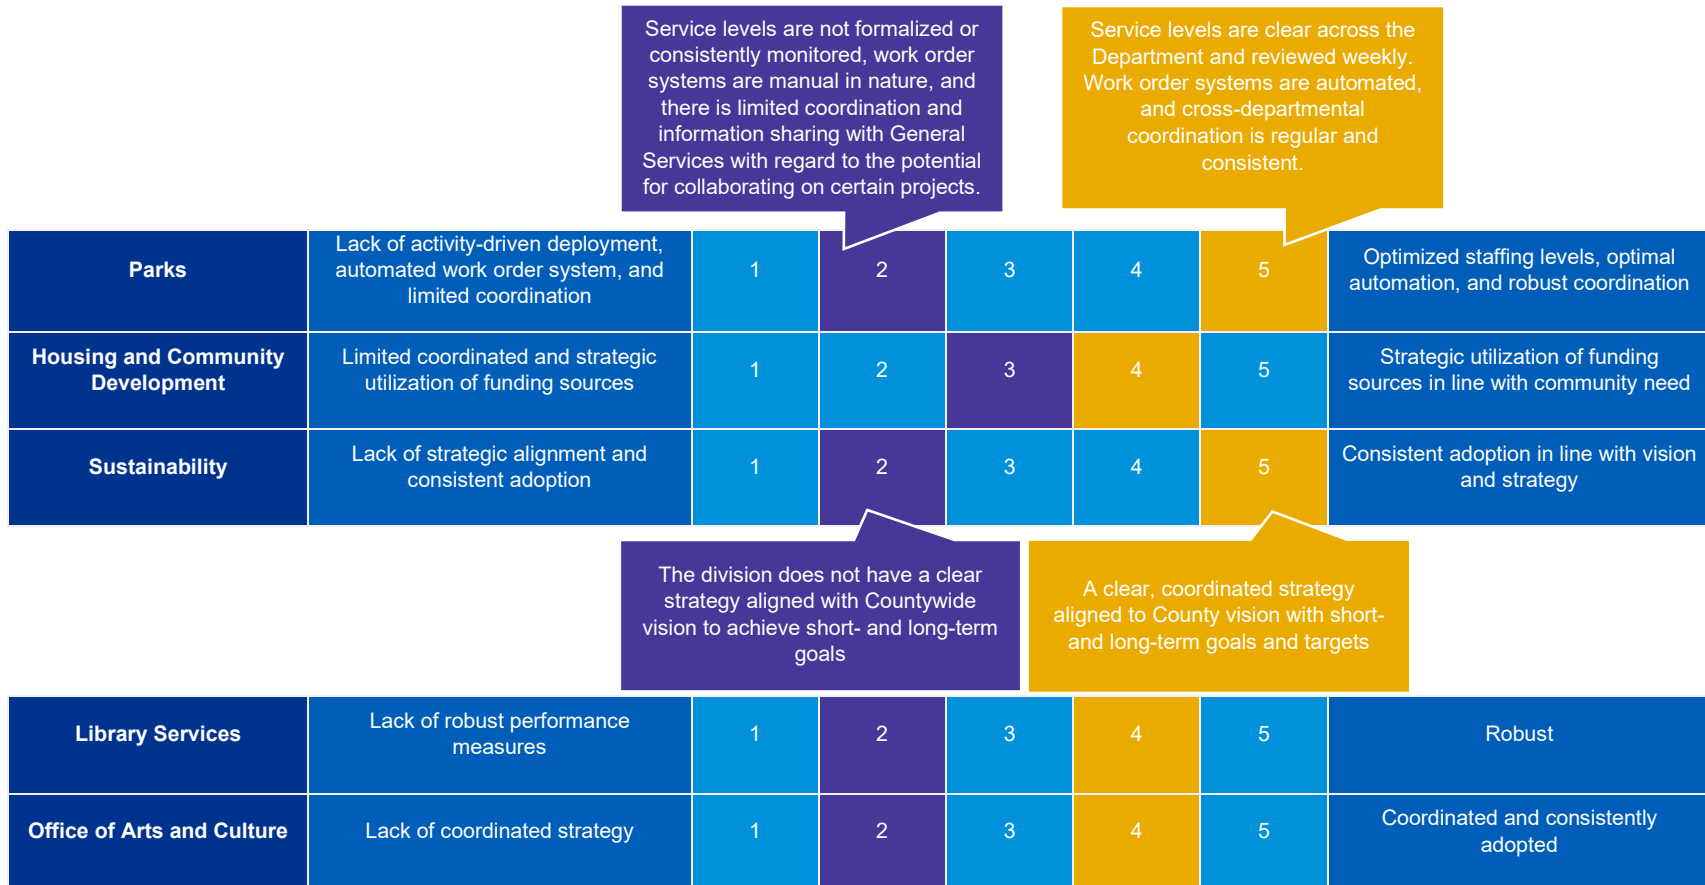 Service levels are not formalized or
consistently monitored, work order
systems are manual in nature, and
there is limited coordination and
information sharing with General
Services with regard to the potential
for collaborating on certain projects.
Service levels are clear across the
Department and reviewed weekly.
Work order systems are automated,
and cross-departmental
coordination is regular and
consistent.
Parks
Lack of activity-driven deployment,
automated work order system, and
limited coordination
1
2
3
4
5
Optimized staffing levels, optimal
automation, and robust coordination
Housing and Community
Development
Limited coordinated and strategic
utilization of funding sources
1
2
3
4
5
Strategic utilization of funding
sources in line with community need
Sustainability
Lack of strategic alignment and
consistent adoption
1
2
3
4
5
Consistent adoption in line with vision
and strategy
The division does not have a clear
strategy aligned with Countywide
vision to achieve short- and long-term
goals
A clear, coordinated strategy
aligned to County vision with short-
and long-term goals and targets
Library Services
Lack of robust performance
measures
1
2
3
4
5
Robust
Office of Arts and Culture
Lack of coordinated strategy
1
2
3
4
5
Coordinated and consistently
adopted